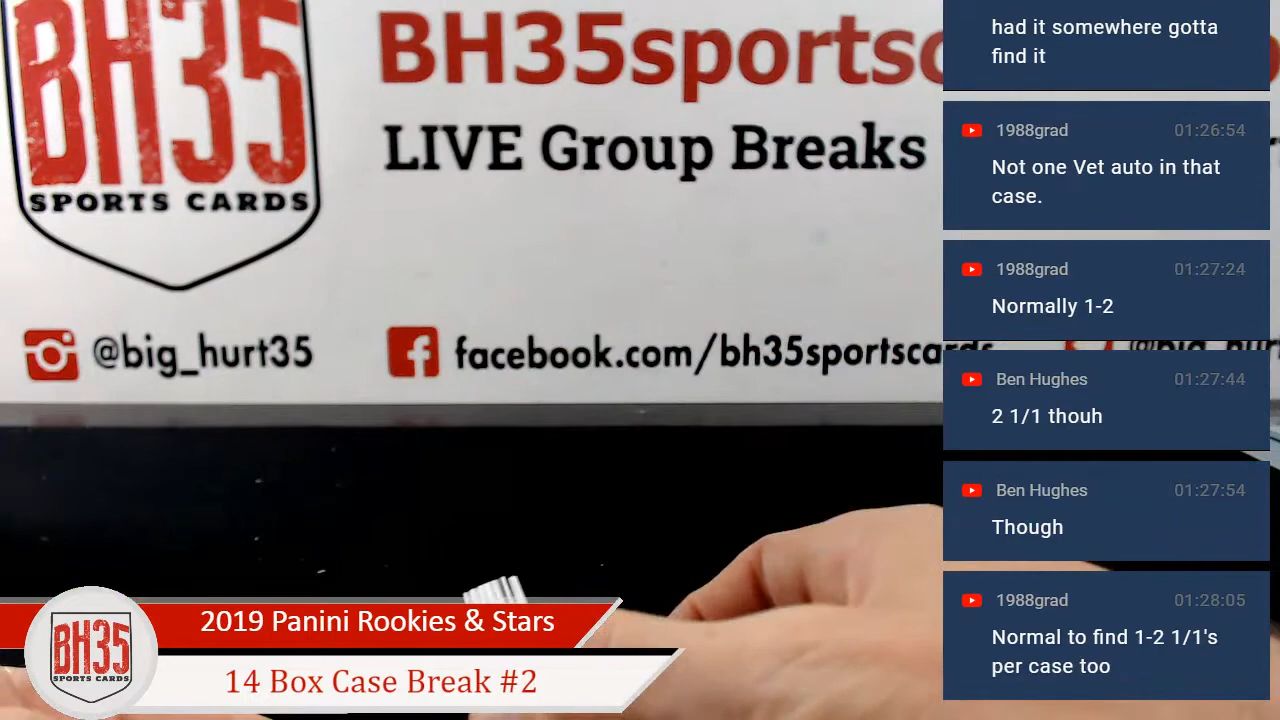 BH35
SPORTS CARDS
BH35sportsc
LIVE Group Breaks
@big_hurt35
facebook.com/bh35sportscards
@big_hurt
had it somewhere gotta
find it
1988grad 01:26:54
Not one Vet auto in that
case.
1988grad 01:27:24
Normally 1-2
Ben Hughes 01:27:44
2 1/1 thouh
Ben Hughes 01:27:54
Though
1988grad 01:28:05
Normal to find 1-2 1/1's
per case too
BH35
SPORTS CARDS
2019 Panini Rookies & Stars
14 Box Case Break #2